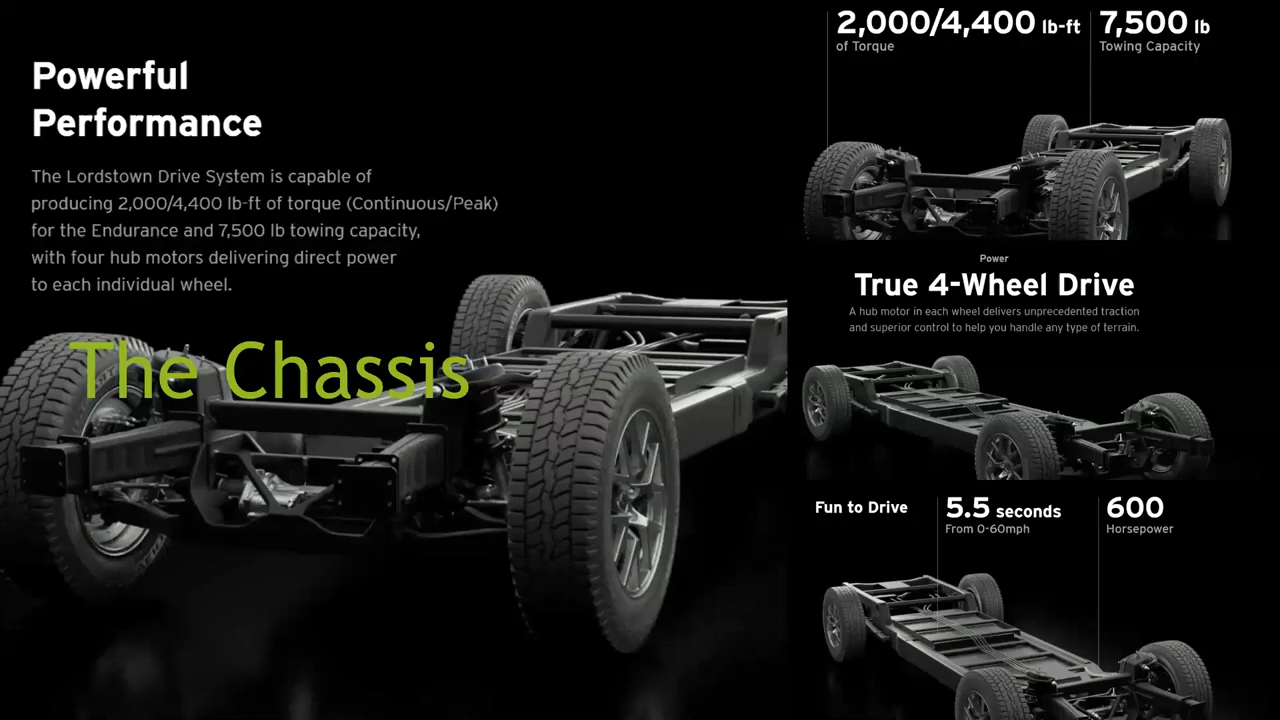 Powerful
Performance
The Lordstown Drive System is capable of
producing 2,000/4,400 lb-ft of torque (Continuous/Peak)
for the Endurance and 7,500 lb towing capacity,
with four hub motors delivering direct power
to each individual wheel.
The Chassis
2,000/4,400 lb-ft
of Torque
7,500 lb
Towing Capacity
Power
True 4-Wheel Drive
A hub motor in each wheel delivers unprecedented traction
and superior control to help you handle any type of terrain.
Fun to Drive
5.5 seconds
From 0-60mph
600
Horsepower